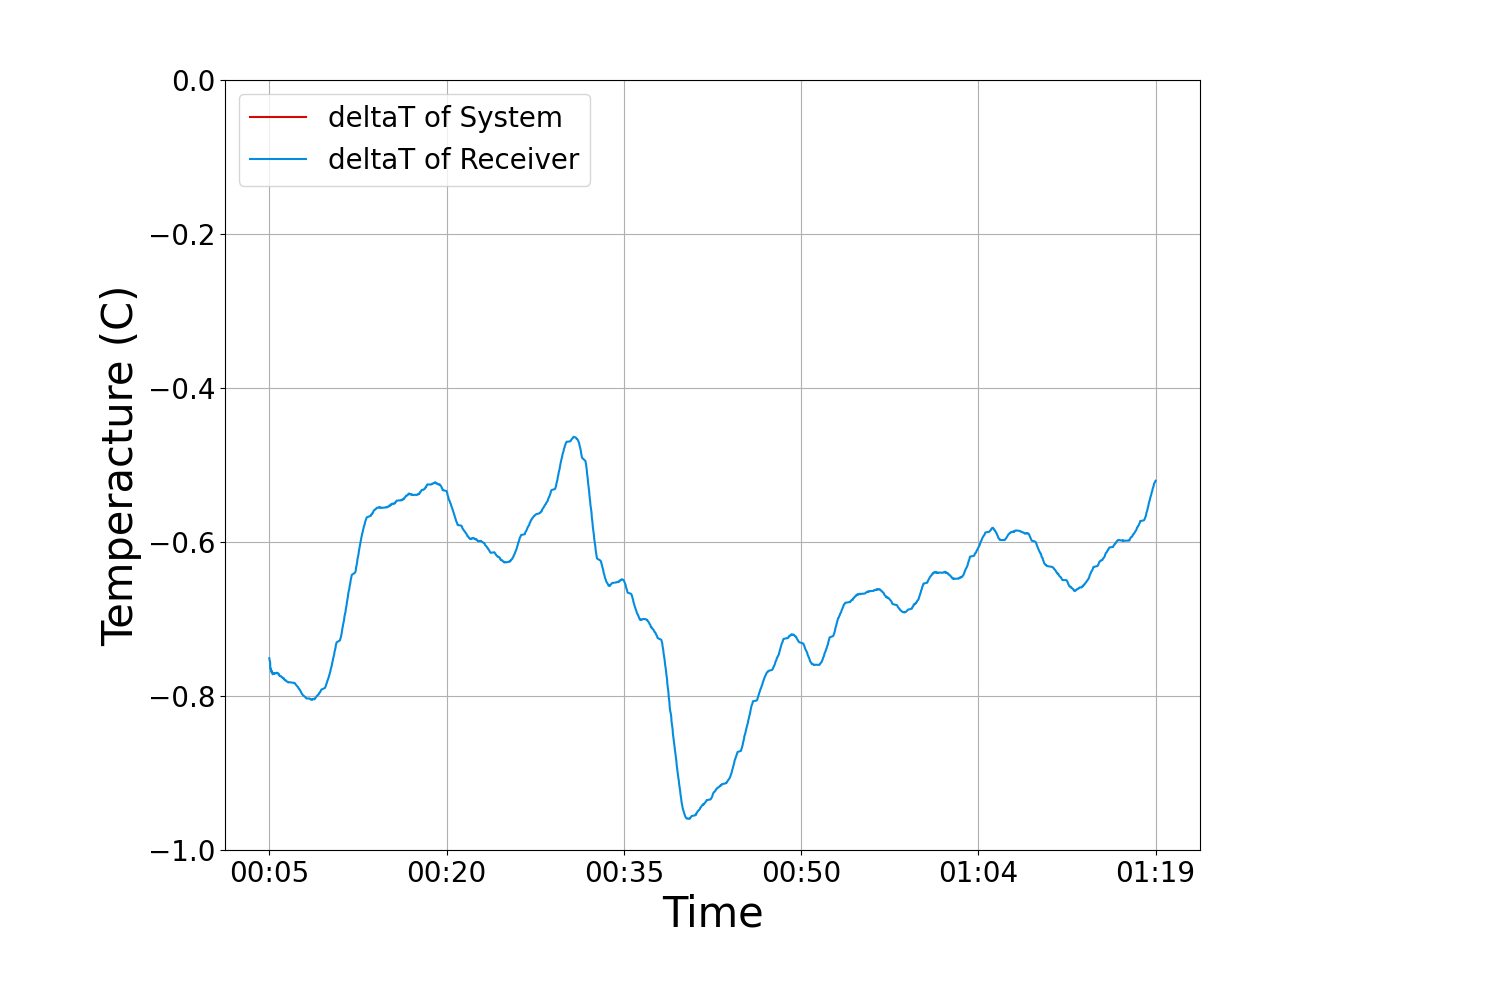 deltaT of System
deltaT of Receiver
0.0
−0.2
−0.4
−0.6
−0.8
−1.0
Temperacture (C)
00:05 00:20 00:35 00:50 01:04 01:19
Time